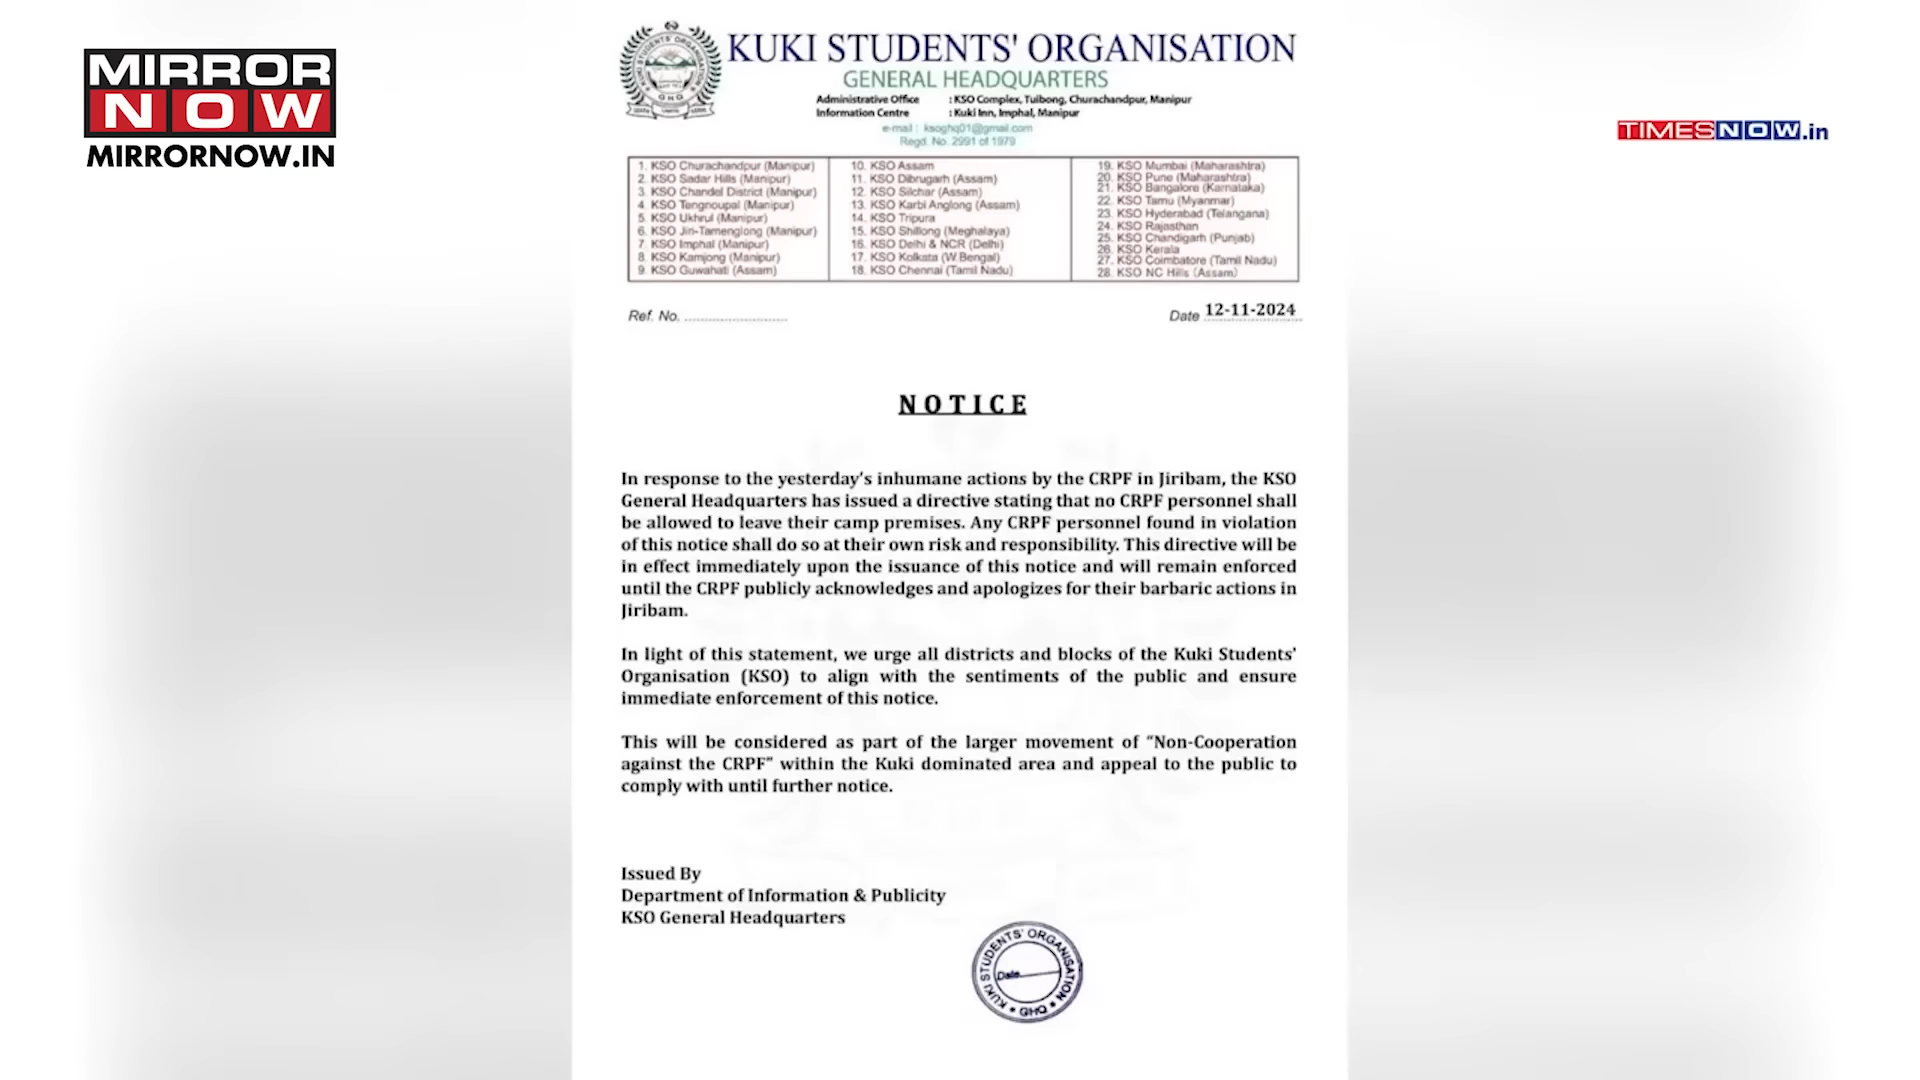 MIRROR
NOW
MIRRORNOW.IN
TIMESNOW.in
KUKI STUDENTS' ORGANISATION
GENERAL HEADQUARTERS
Administrative Office : KSO Complex, Tuibong, Churachandpur, Manipur
Information Centre : Kuki Inn, Imphal, Manipur
e-mail : ksoghq01@gmail.com
Regd. No. 2991 of 1979
1. KSO Churachandpur (Manipur)
2. KSO Sadar Hills (Manipur)
3. KSO Chandel District (Manipur)
4. KSO Tengnoupal (Manipur)
5. KSO Ukhrul (Manipur)
6. KSO Jiri-Tamenglong (Manipur)
7. KSO Imphal (Manipur)
8. KSO Kamjong (Manipur)
9. KSO Guwahati (Assam)
10. KSO Assam
11. KSO Dibrugarh (Assam)
12. KSO Silchar (Assam)
13. KSO Karbi Anglong (Assam)
14. KSO Tripura
15. KSO Shillong (Meghalaya)
16. KSO Delhi & NCR (Delhi)
17. KSO Kolkata (W.Bengal)
18. KSO Chennai (Tamil Nadu)
19. KSO Mumbai (Maharashtra)
20. KSO Pune (Maharashtra)
21. KSO Bangalore (Karnataka)
22. KSO Tamu (Myanmar)
23. KSO Hyderabad (Telangana)
24. KSO Rajasthan
25. KSO Chandigarh (Punjab)
26. KSO Kerala
27. KSO Coimbatore (Tamil Nadu)
28. KSO NC Hills (Assam)
Ref. No. ..........................
Date 12-11-2024
NOTICE
In response to the yesterday's inhumane actions by the CRPF in Jiribam, the KSO
General Headquarters has issued a directive stating that no CRPF personnel shall
be allowed to leave their camp premises. Any CRPF personnel found in violation
of this notice shall do so at their own risk and responsibility. This directive will be
in effect immediately upon the issuance of this notice and will remain enforced
until the CRPF publicly acknowledges and apologizes for their barbaric actions in
Jiribam.
In light of this statement, we urge all districts and blocks of the Kuki Students'
Organisation (KSO) to align with the sentiments of the public and ensure
immediate enforcement of this notice.
This will be considered as part of the larger movement of “Non-Cooperation
against the CRPF” within the Kuki dominated area and appeal to the public to
comply with until further notice.
Issued By
Department of Information & Publicity
KSO General Headquarters
KUKI STUDENTS' ORGANISATION
Date
* GHQ *